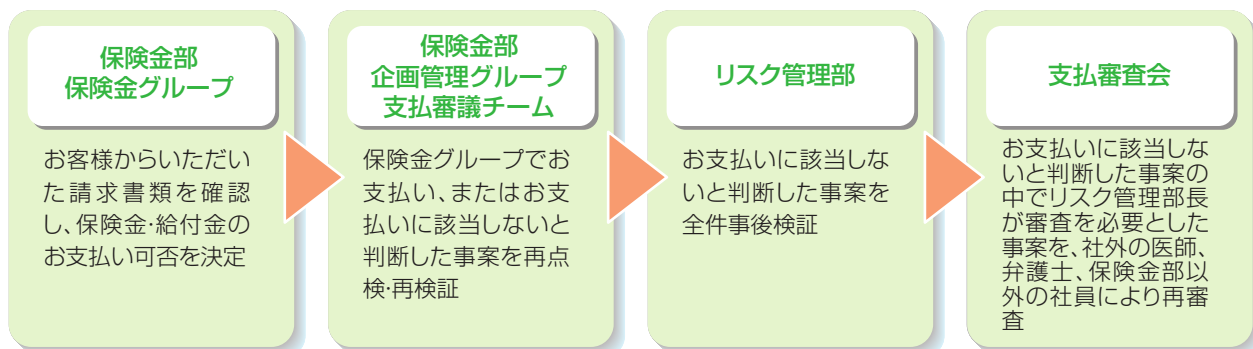 保険金部
保険金グループ
お客様からいただい
た請求書類を確認
し、保険金・給付金の
お支払い可否を決定
保険金部
企画管理グループ
支払審議チーム
保険金グループでお
支払い、またはお支
払いに該当しないと
判断した事案を再点
検・再検証
リスク管理部
お支払いに該当しな
いと判断した事案を
全件事後検証
支払審査会
お支払いに該当しな
いと判断した事案の
中でリスク管理部長
が審査を必要とした
事案を、社外の医師、
弁護士、保険金部以
外の社員により再審
査